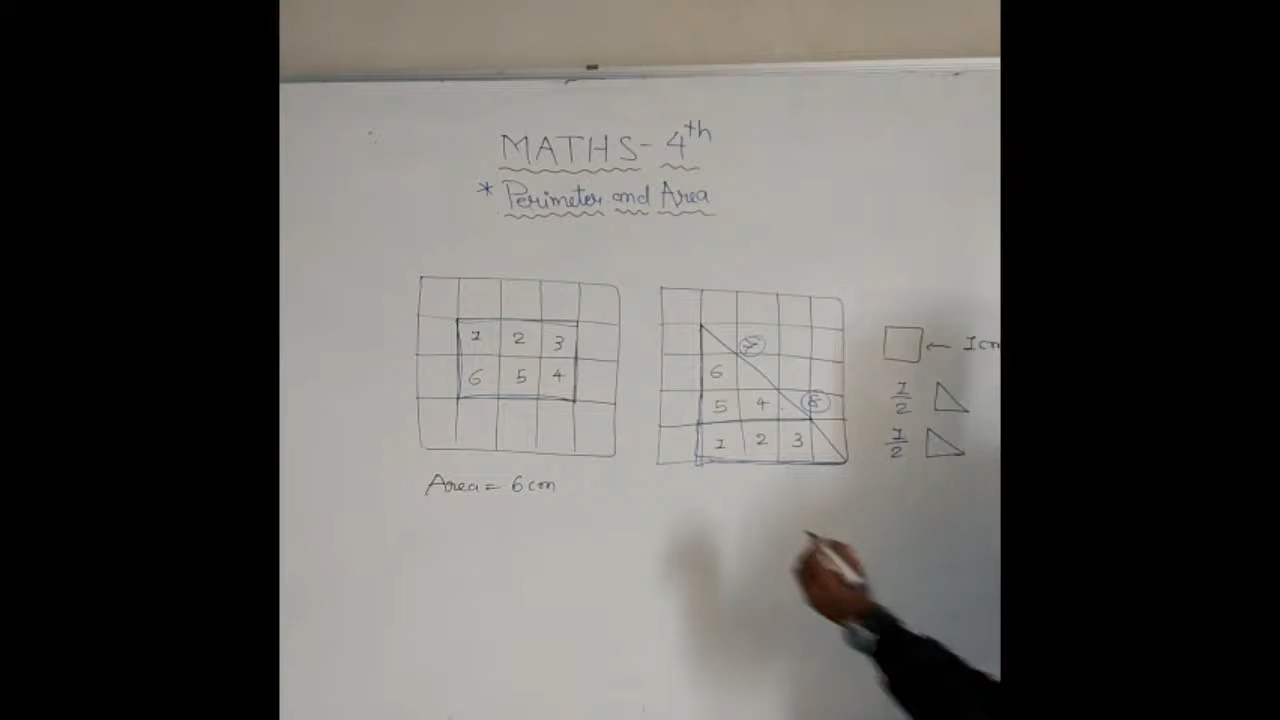 MATHS - 4th
* Perimeter and Area
1 2 3
6 5 4
Area = 6 cm
7
6
5 4 8
1 2 3
← 1cm
1/2
1/2